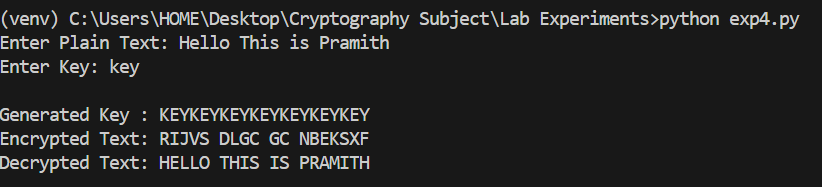 (venv) C:\Users\HOME\Desktop\Cryptography Subject\Lab Experiments>python exp4.py
Enter Plain Text: Hello This is Pramith
Enter Key: key
Generated Key : KEYKEYKEYKEYKEYKEYKEY
Encrypted Text: RIJVS DLGC GC NBEKSXF
Decrypted Text: HELLO THIS IS PRAMITH